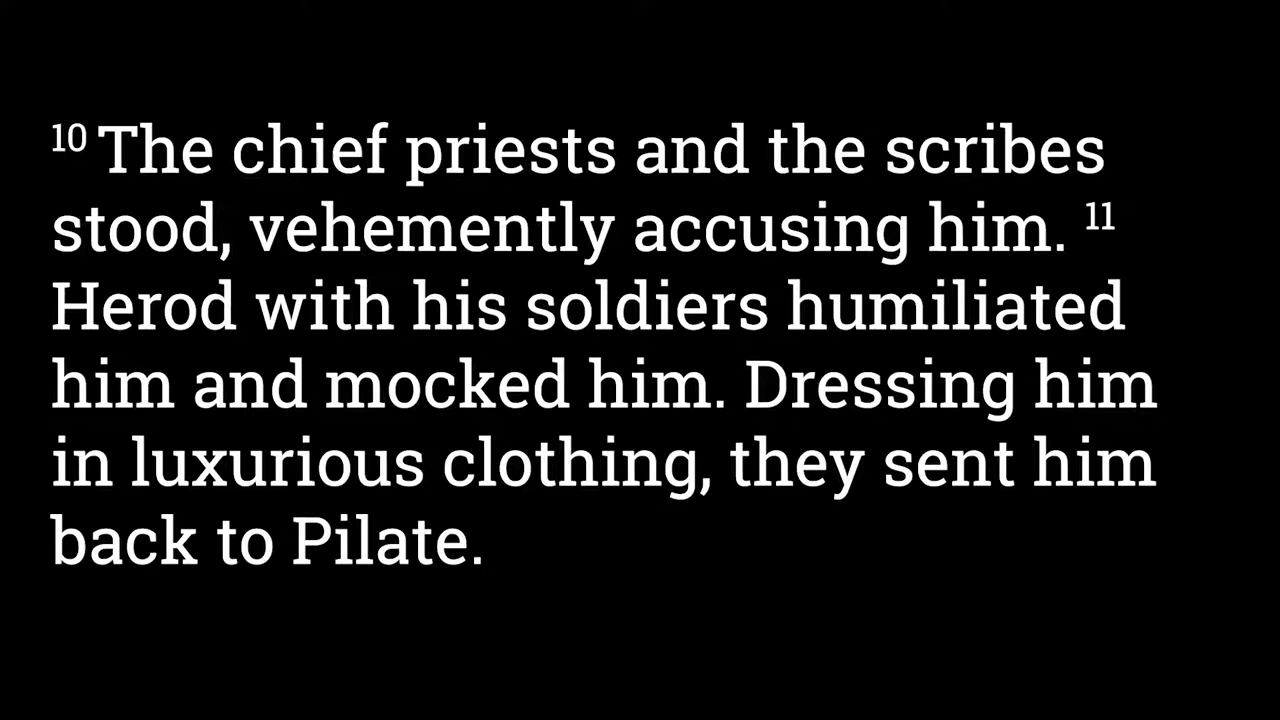 10 The chief priests and the scribes
stood, vehemently accusing him. 11
Herod with his soldiers humiliated
him and mocked him. Dressing him
in luxurious clothing, they sent him
back to Pilate.